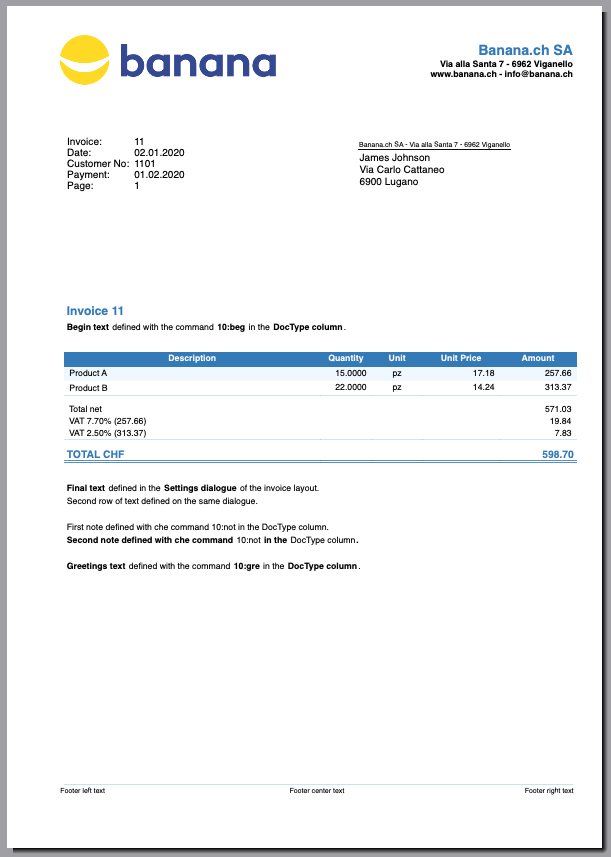 banana
Banana.ch SA
Via alla Santa 7 - 6962 Viganello
www.banana.ch - info@banana.ch
Invoice: 11
Date: 02.01.2020
Customer No: 1101
Payment: 01.02.2020
Page: 1
Banana.ch SA - Via alla Santa 7 - 6962 Viganello
James Johnson
Via Carlo Cattaneo
6900 Lugano
Invoice 11
Begin text defined with the command 10:beg in the DocType column.
Description Quantity Unit Unit Price Amount
Product A 15.0000 pz 17.18 257.66
Product B 22.0000 pz 14.24 313.37
Total net 571.03
VAT 7.70% (257.66) 19.84
VAT 2.50% (313.37) 7.83
TOTAL CHF 598.70
Final text defined in the Settings dialogue of the invoice layout.
Second row of text defined on the same dialogue.
First note defined with che command 10:not in the DocType column.
Second note defined with che command 10:not in the DocType column.
Greetings text defined with the command 10:gre in the DocType column.
Footer left text Footer center text Footer right text